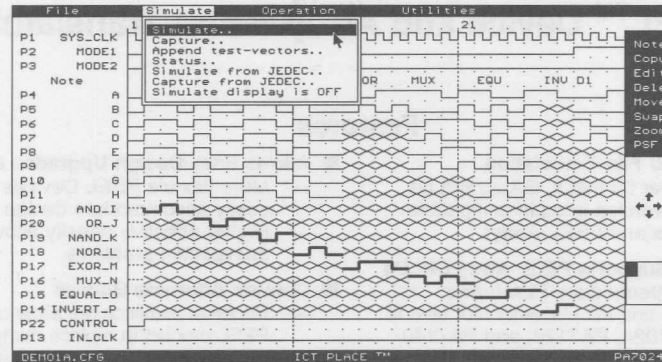 File Simulate Operation Utilities
1 21
Simulate..
Capture..
Append test-vectors..
Status..
Simulate from JEDEC..
Capture from JEDEC..
Simulate display is OFF
P1 SYS_CLK
P2 MODE1
P3 MODE2
Note OR MUX EQU INV D1
P4 A
P5 B
P6 C
P7 D
P8 E
P9 F
P10 G
P11 H
P21 AND_I
P20 OR_J
P19 NAND_K
P18 NOR_L
P17 EXOR_M
P16 MUX_N
P15 EQUAL_O
P14 INVERT_P
P22 CONTROL
P13 IN_CLK
Note
Copy
Edit
Dele
Move
Swap
Zoom
PSF
DEMO1A.CFG ICT PLACE ™ PA7024